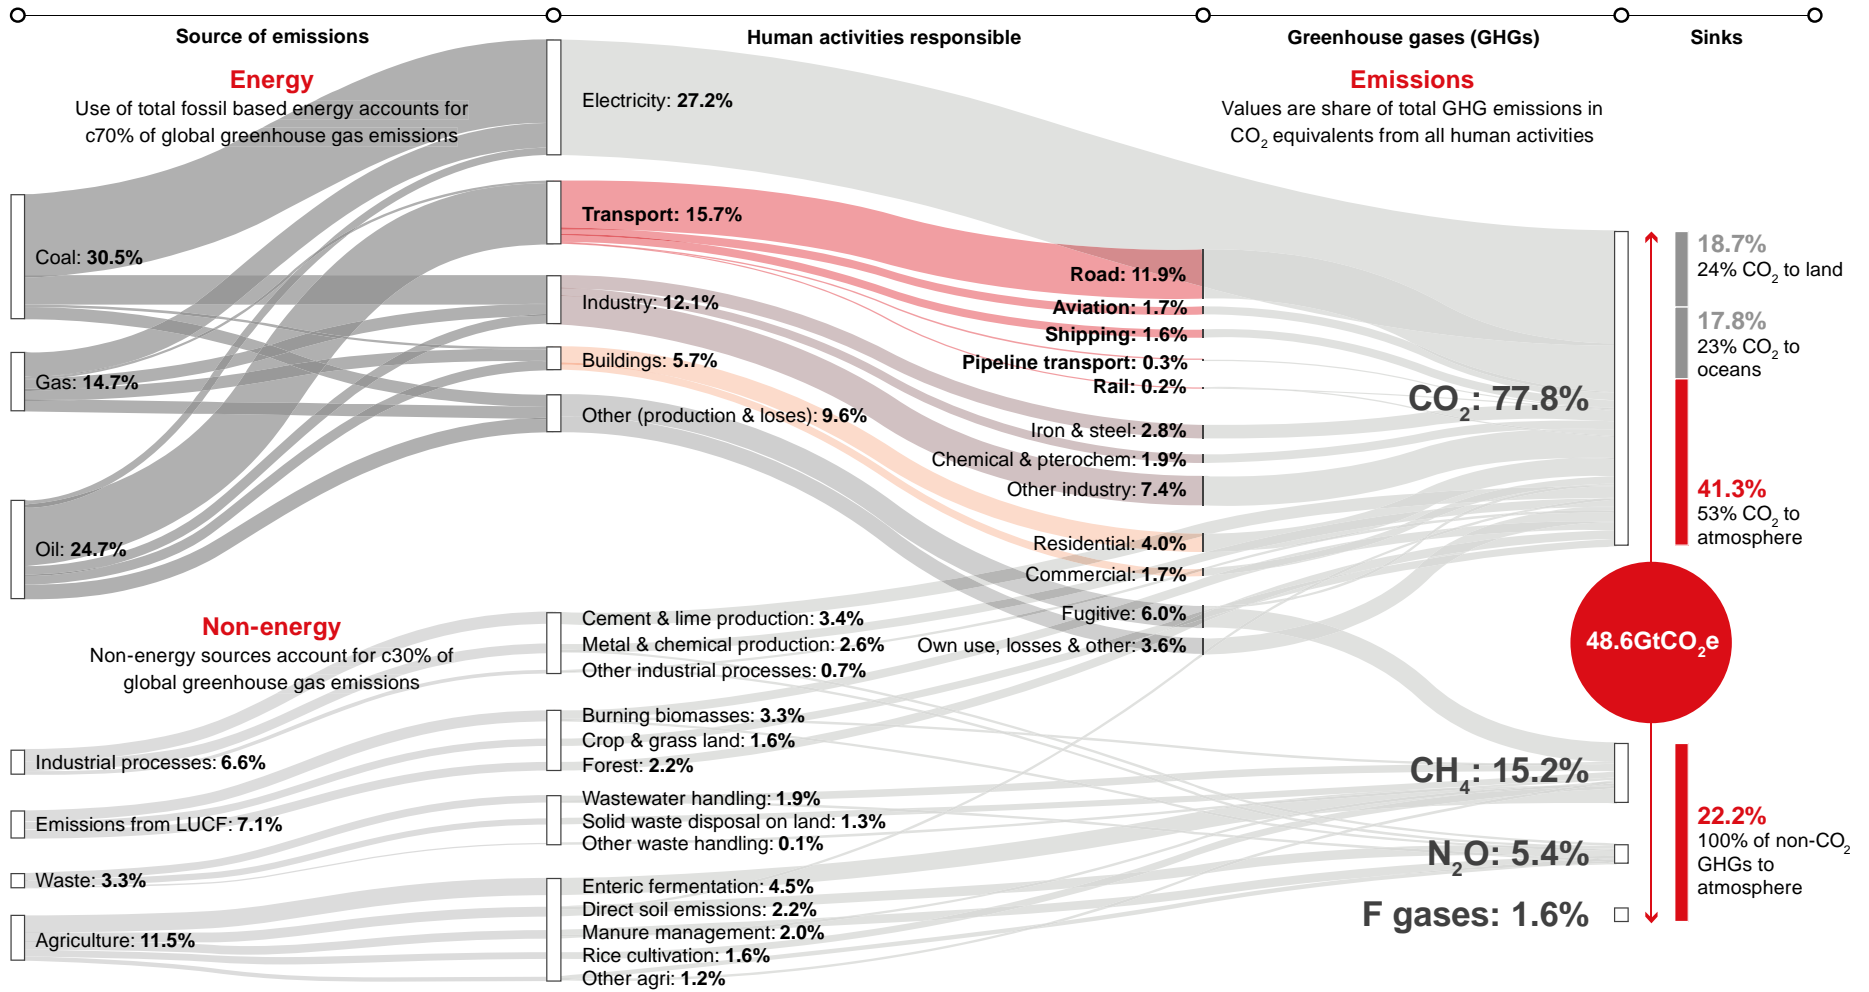 Source of emissions
Human activities responsible
Greenhouse gases (GHGs)
Sinks
Energy
Use of total fossil based energy accounts for
c70% of global greenhouse gas emissions
Emissions
Values are share of total GHG emissions in
CO2 equivalents from all human activities
Coal: 30.5%
Gas: 14.7%
Oil: 24.7%
Non-energy
Non-energy sources account for c30% of
global greenhouse gas emissions
Industrial processes: 6.6%
Emissions from LUCF: 7.1%
Waste: 3.3%
Agriculture: 11.5%
Electricity: 27.2%
Transport: 15.7%
Industry: 12.1%
Buildings: 5.7%
Other (production & loses): 9.6%
Cement & lime production: 3.4%
Metal & chemical production: 2.6%
Other industrial processes: 0.7%
Burning biomasses: 3.3%
Crop & grass land: 1.6%
Forest: 2.2%
Wastewater handling: 1.9%
Solid waste disposal on land: 1.3%
Other waste handling: 0.1%
Enteric fermentation: 4.5%
Direct soil emissions: 2.2%
Manure management: 2.0%
Rice cultivation: 1.6%
Other agri: 1.2%
Road: 11.9%
Aviation: 1.7%
Shipping: 1.6%
Pipeline transport: 0.3%
Rail: 0.2%
Iron & steel: 2.8%
Chemical & pterochem: 1.9%
Other industry: 7.4%
Residential: 4.0%
Commercial: 1.7%
Fugitive: 6.0%
Own use, losses & other: 3.6%
CO2: 77.8%
CH4: 15.2%
N2O: 5.4%
F gases: 1.6%
18.7%
24% CO2 to land
17.8%
23% CO2 to
oceans
41.3%
53% CO2 to
atmosphere
48.6GtCO2e
22.2%
100% of non-CO2
GHGs to
atmosphere